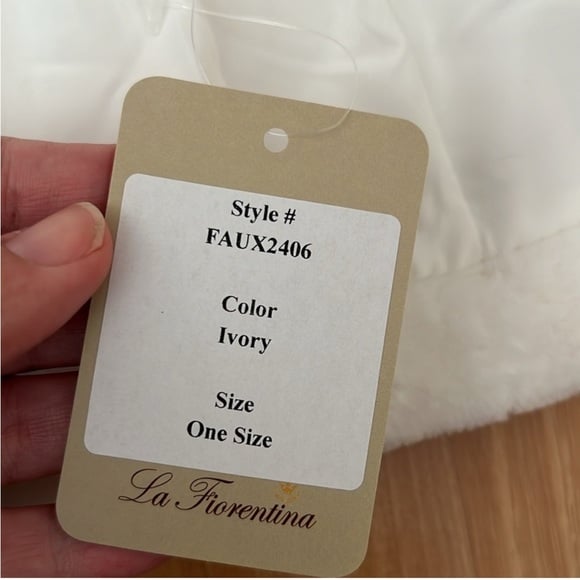 Style #
FAUX2406
Color
Ivory
Size
One Size
La Fiorentina